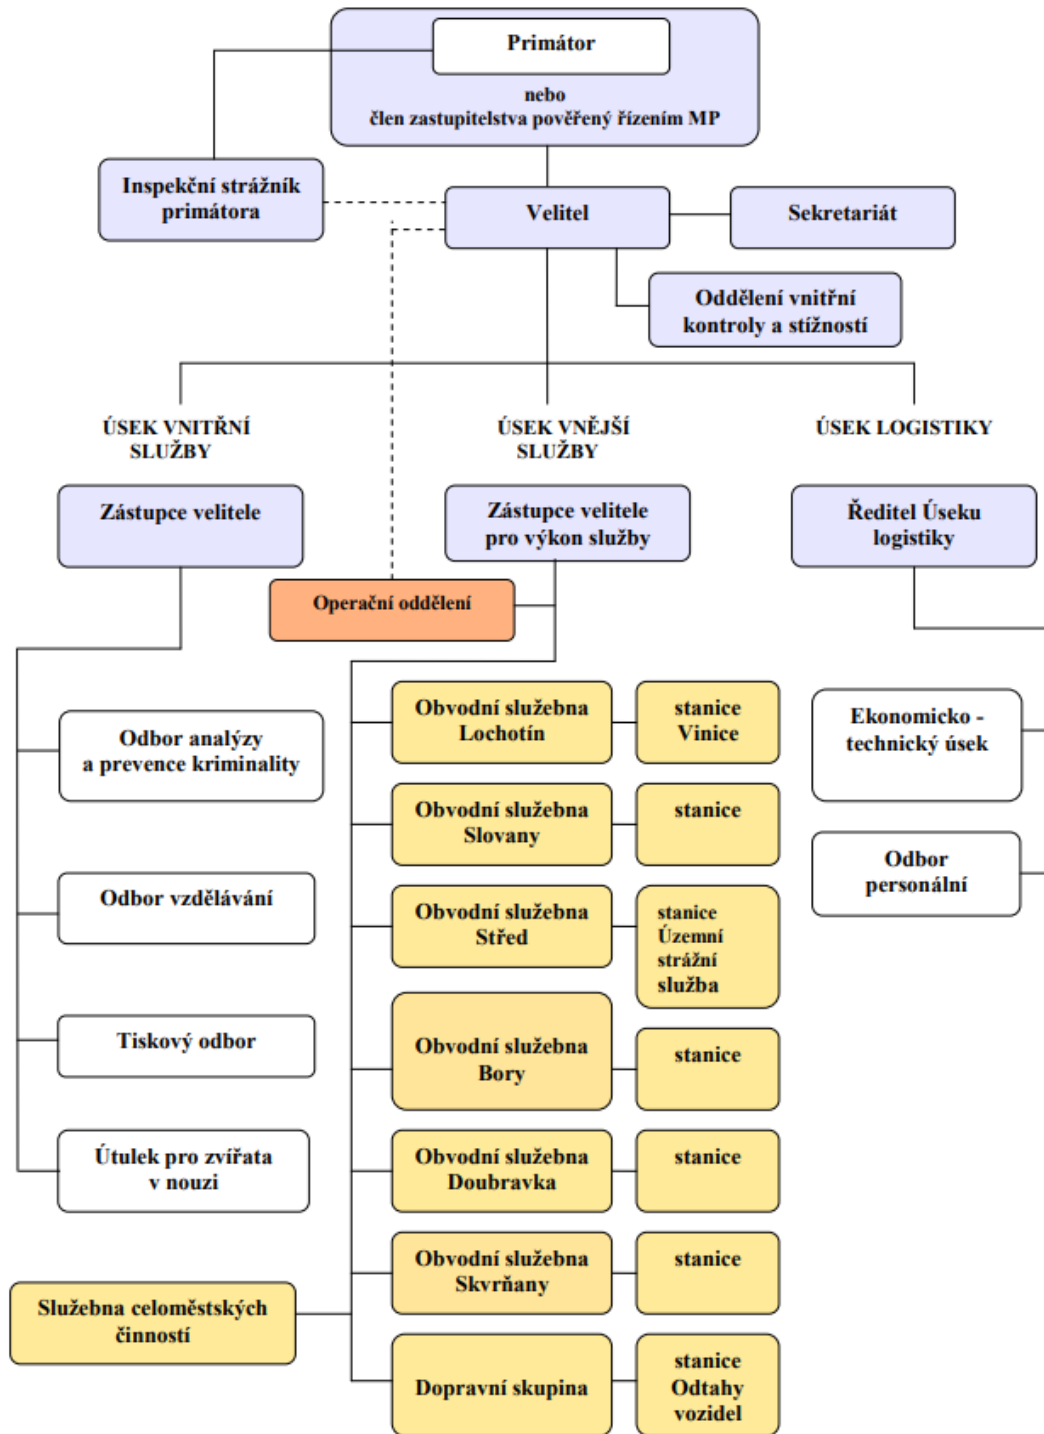 Primátor
nebo
člen zastupitelstva pověřený řízením MP
Inspekční strážník
primátora
Velitel
Sekretariát
Oddělení vnitřní
kontroly a stížností
ÚSEK VNITŘNÍ
SLUŽBY
ÚSEK VNĚJŠÍ
SLUŽBY
ÚSEK LOGISTIKY
Zástupce velitele
Zástupce velitele
pro výkon služby
Ředitel Úseku
logistiky
Operační oddělení
Odbor analýzy
a prevence kriminality
Odbor vzdělávání
Tiskový odbor
Útulek pro zvířata
v nouzi
Služebna celoměstských
činností
Obvodní služebna
Lochotín
stanice
Vinice
Obvodní služebna
Slovany
stanice
Obvodní služebna
Střed
stanice
Územní
strážní
služba
Obvodní služebna
Bory
stanice
Obvodní služebna
Doubravka
stanice
Obvodní služebna
Skvrňany
stanice
Dopravní skupina
stanice
Odtahy
vozidel
Ekonomicko -
technický úsek
Odbor
personální